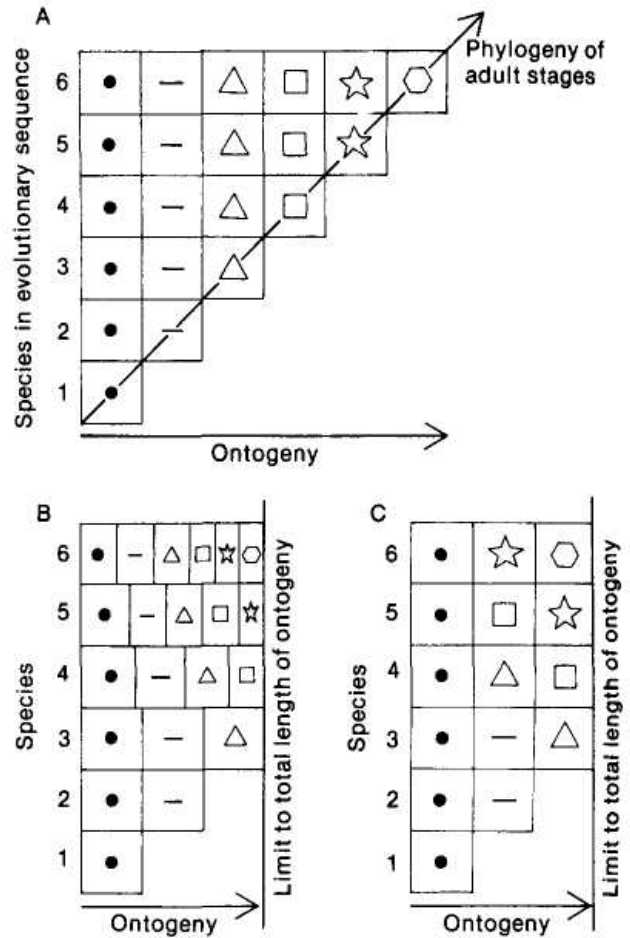 A
Phylogeny of
adult stages
Species in evolutionary sequence
6
5
4
3
2
1
Ontogeny
B
Species
6
5
4
3
2
1
Ontogeny
Limit to total length of ontogeny
C
Species
6
5
4
3
2
1
Ontogeny
Limit to total length of ontogeny